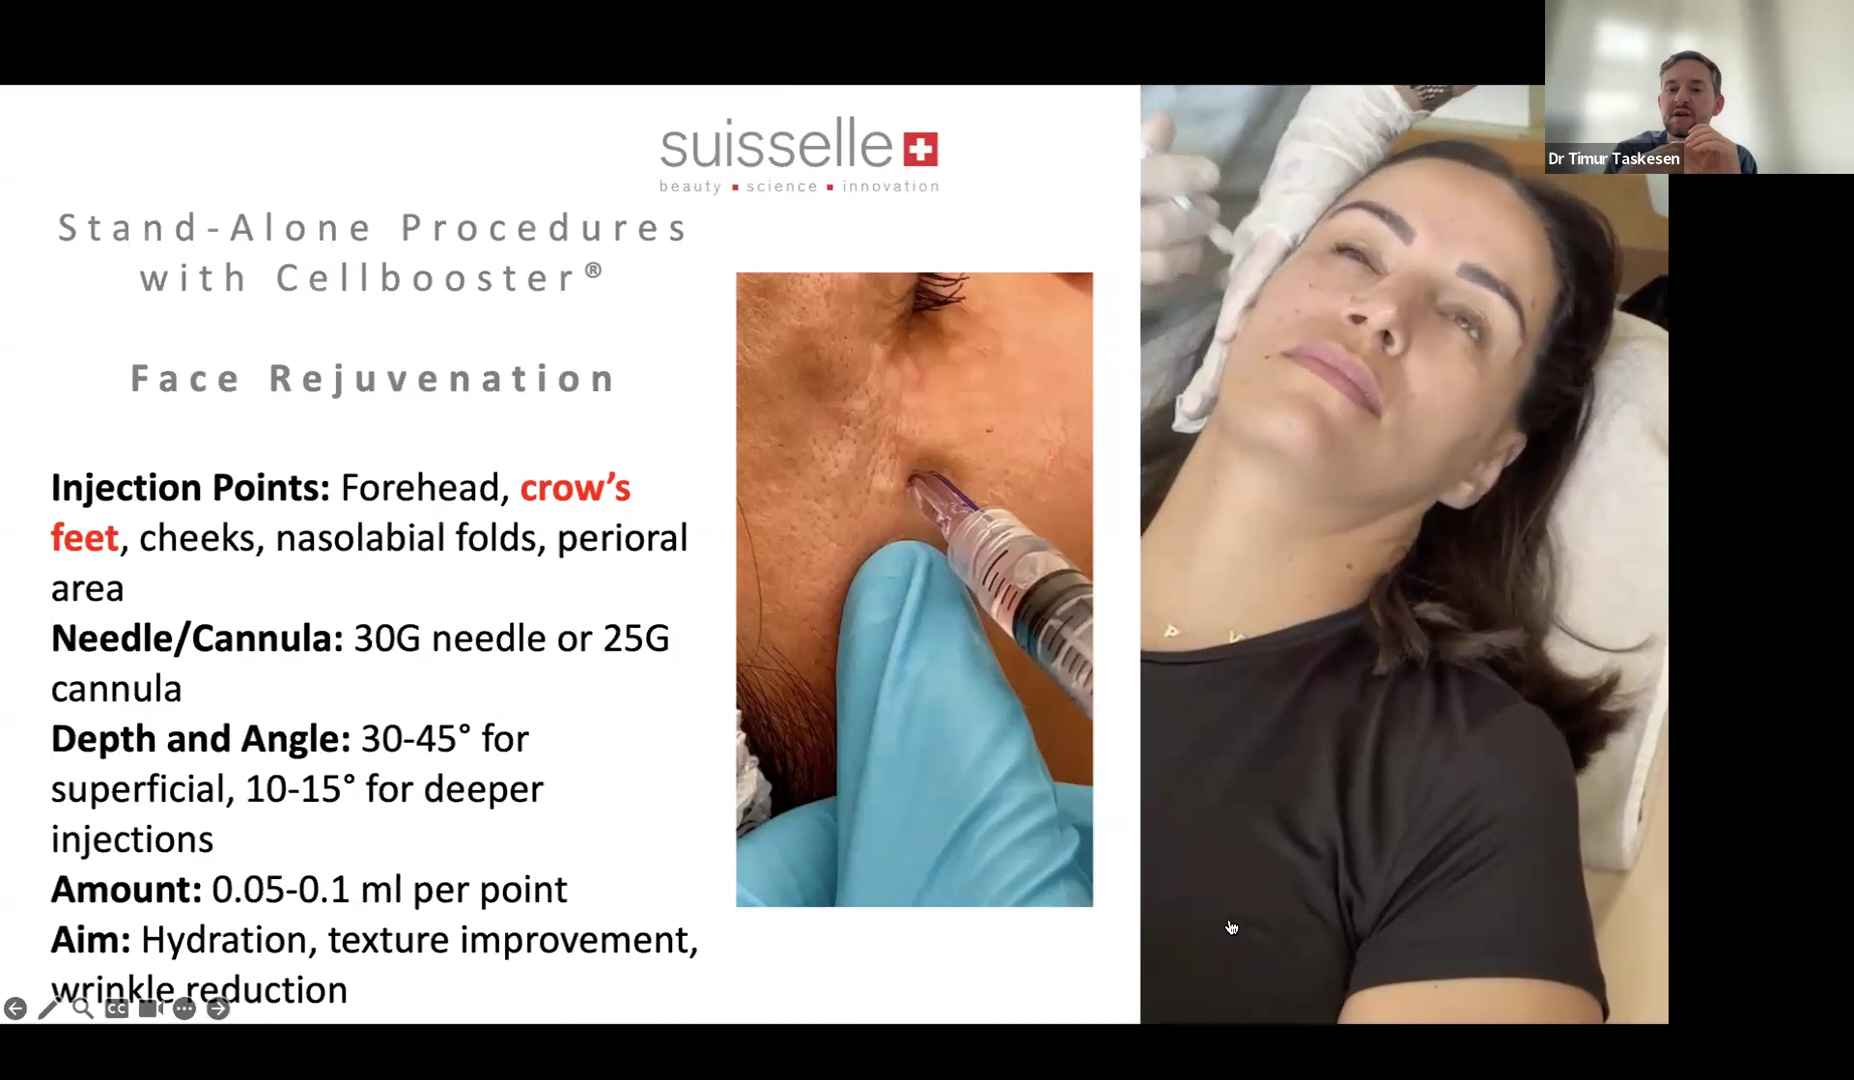 Dr Timur Taskesen
suisselle
beauty ▪ science ▪ innovation
Stand-Alone Procedures
with Cellbooster®
Face Rejuvenation
Injection Points: Forehead, crow’s
feet, cheeks, nasolabial folds, perioral
area
Needle/Cannula: 30G needle or 25G
cannula
Depth and Angle: 30-45° for
superficial, 10-15° for deeper
injections
Amount: 0.05-0.1 ml per point
Aim: Hydration, texture improvement,
wrinkle reduction
CC